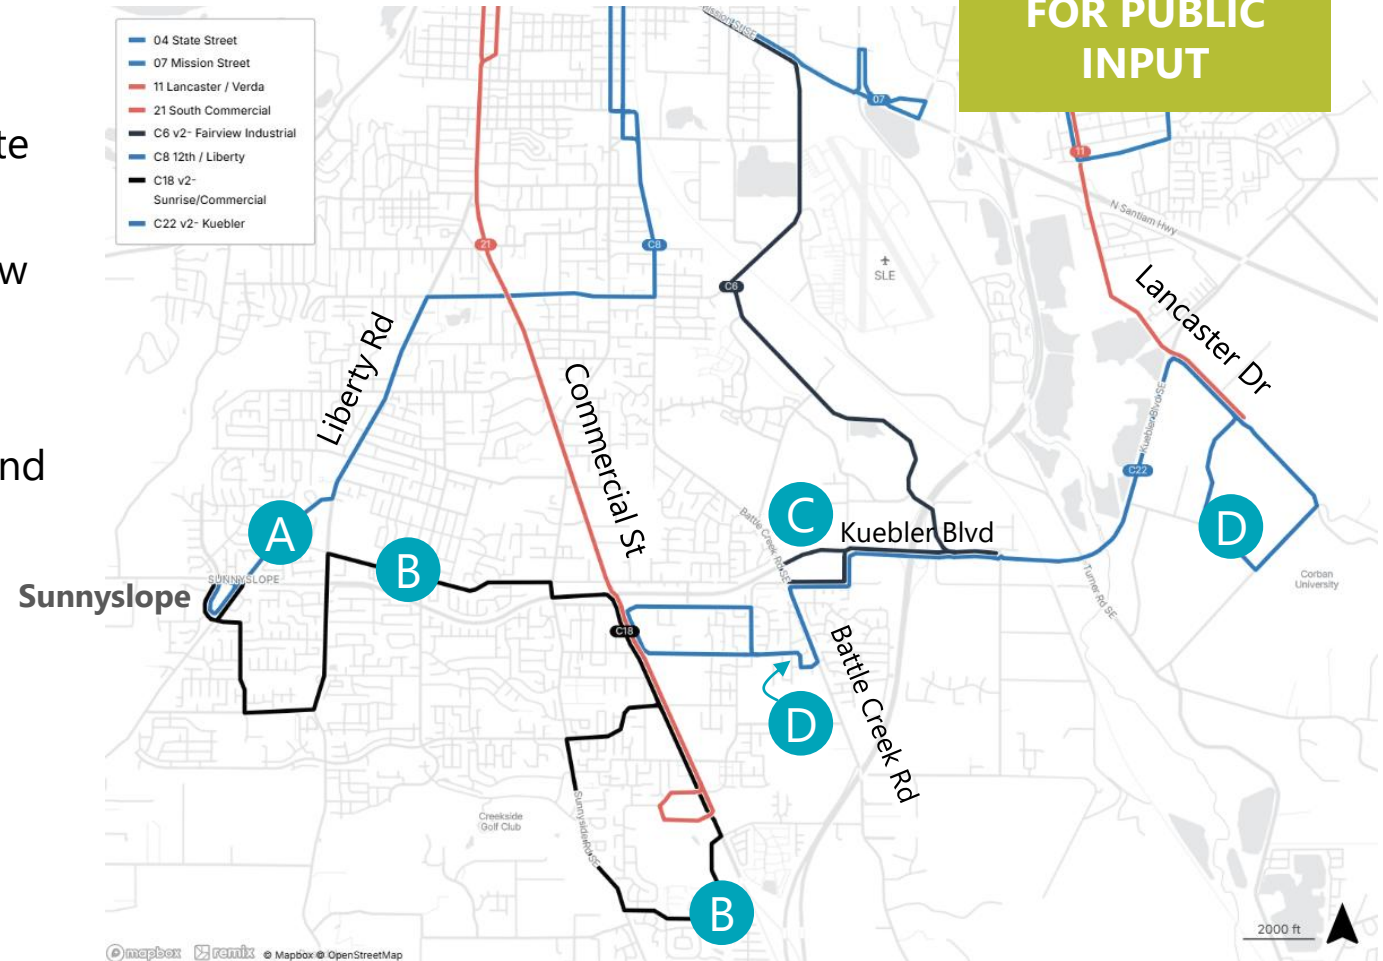 FOR PUBLIC
INPUT
te
w
nd
04 State Street
07 Mission Street
11 Lancaster / Verda
21 South Commercial
C6 v2- Fairview Industrial
C8 12th / Liberty
C18 v2-
Sunrise/Commercial
C22 v2- Kuebler
07
11
N Santiam Hwy
21
C8
SLE
C6
Lancaster Dr
Liberty Rd
Commercial St
Kuebler Blvd SE
C22
A
C
Kuebler Blvd
D
Battle Creek Rd SE
B
SUNNYSLOPE
Sunnyslope
Turner Rd SE
Corban
University
C18
Battle Creek Rd
D
Sunnyside Rd SE
Creekside
Golf Club
B
2000 ft
mapbox
remix
© Mapbox © OpenStreetMap